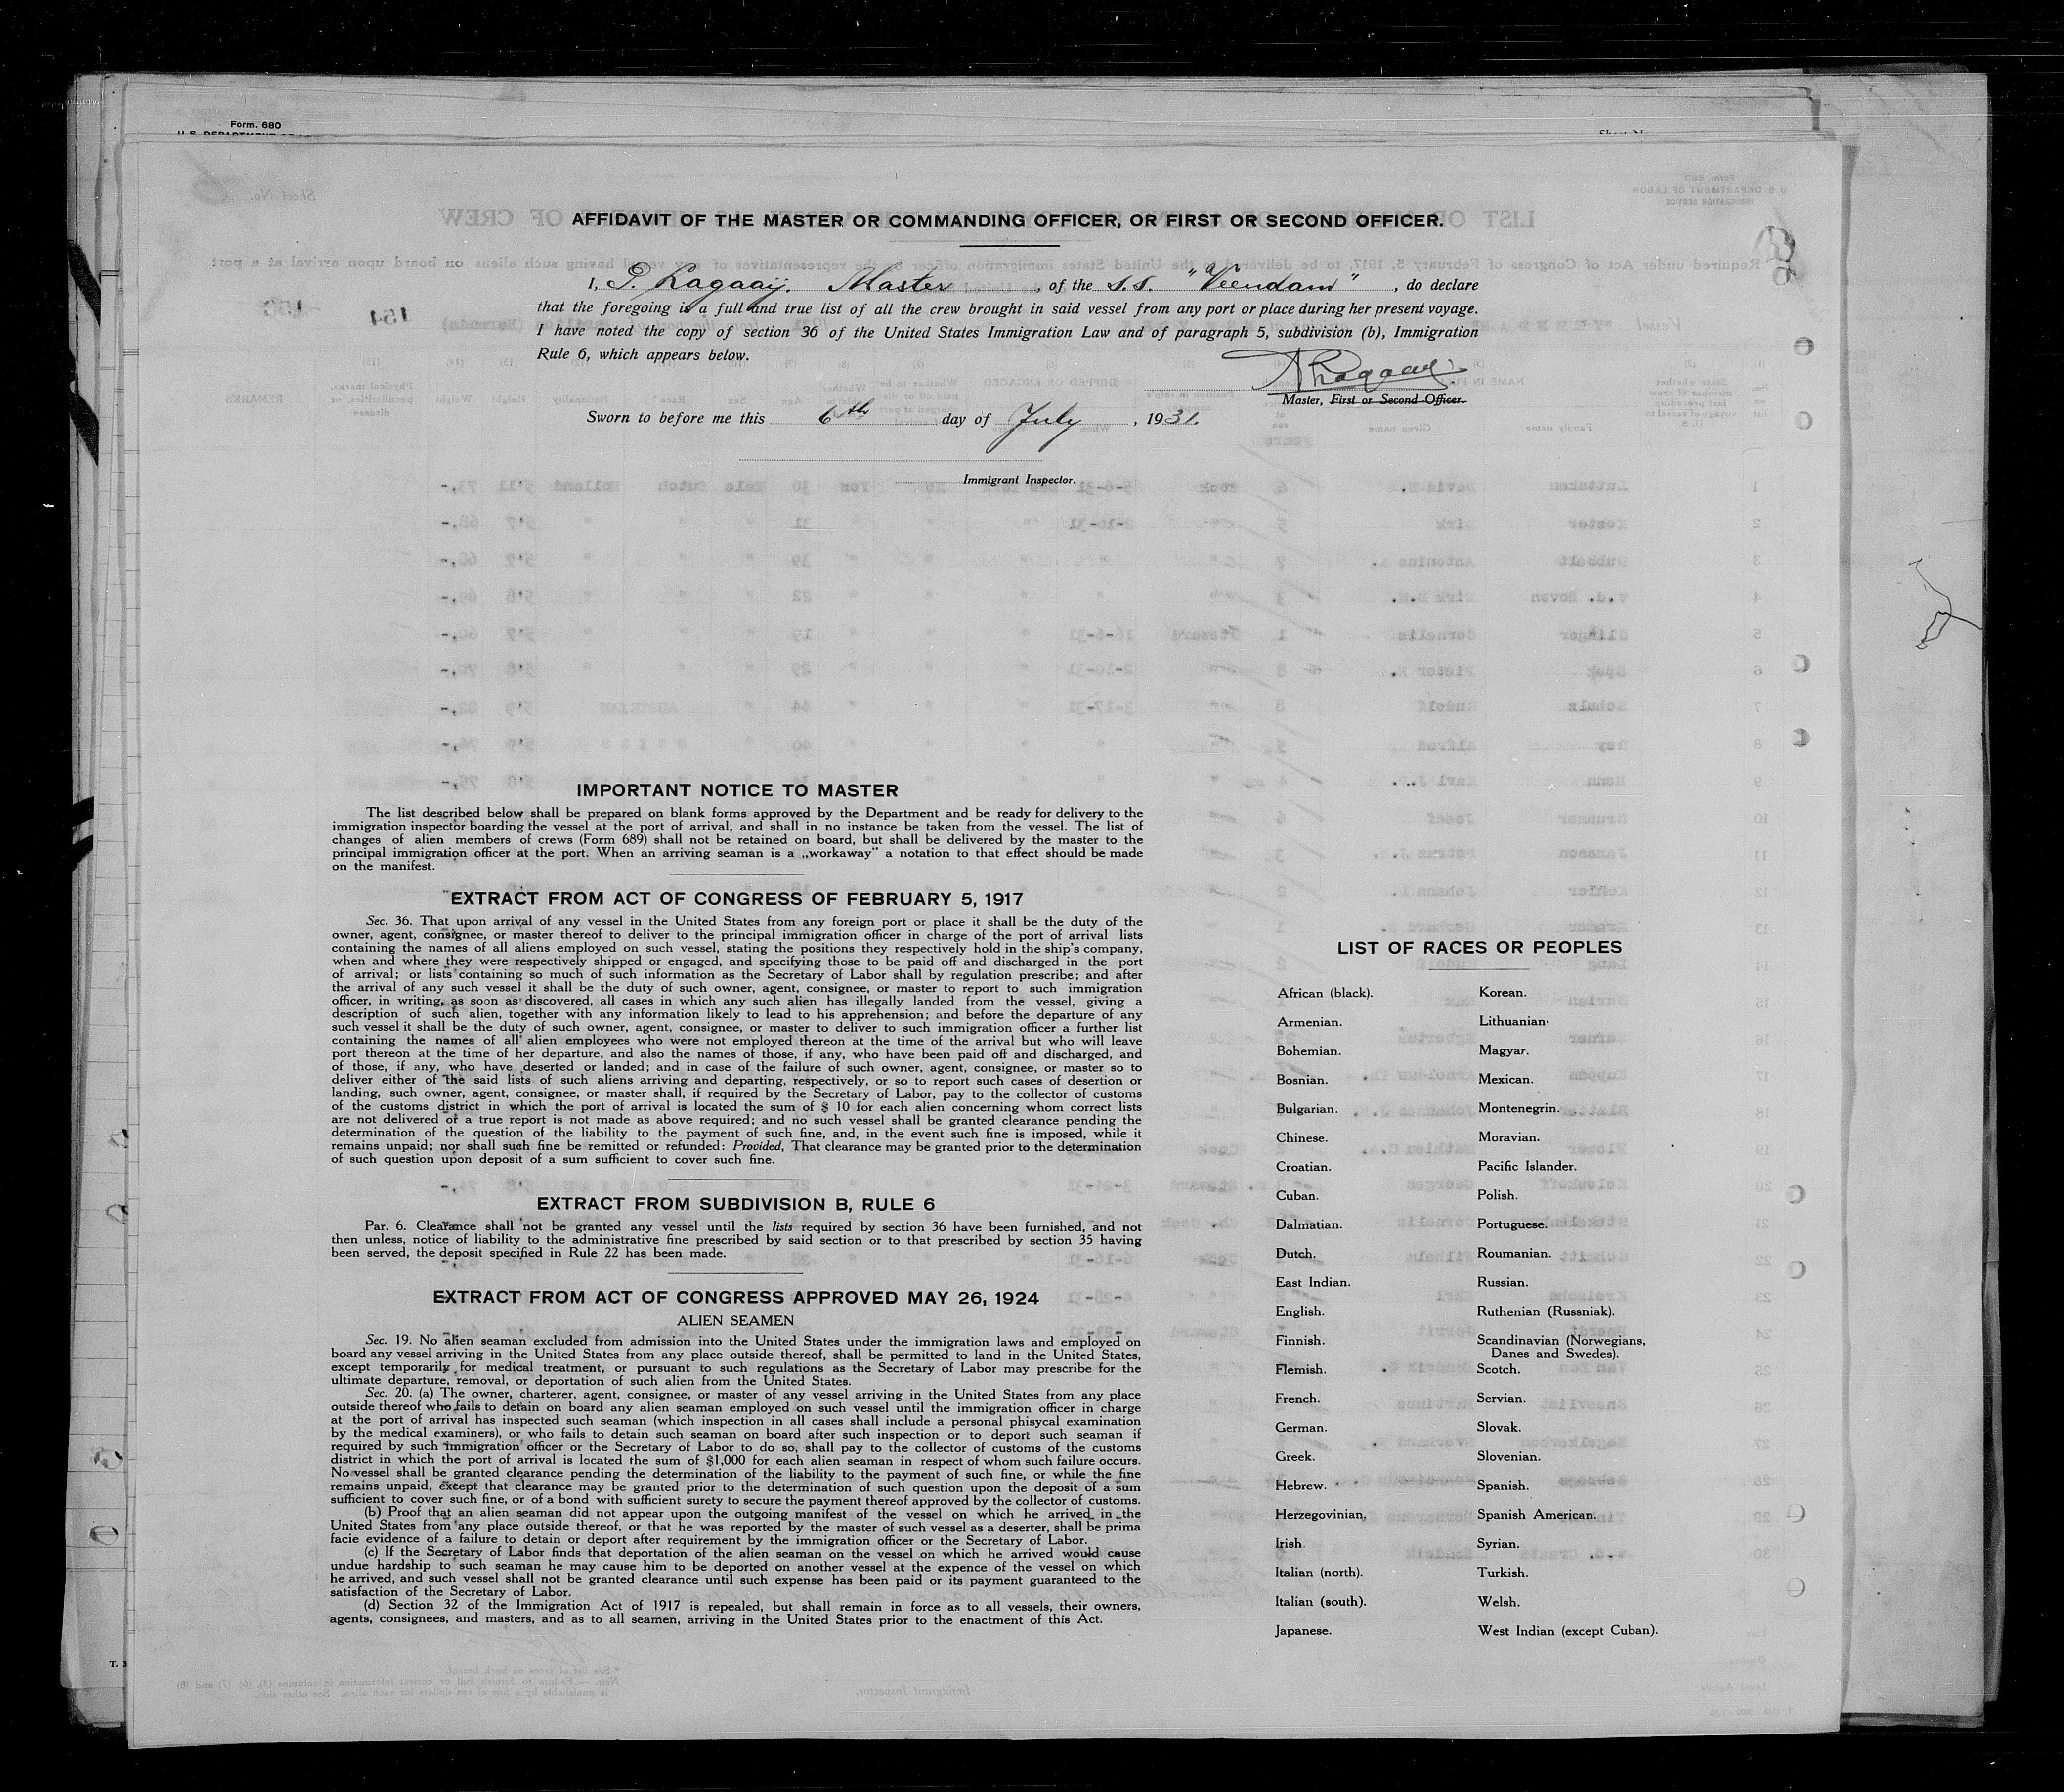 Form. 680
AFFIDAVIT OF THE MASTER OR COMMANDING OFFICER, OR FIRST OR SECOND OFFICER.
I, P. Lagaaij. Master, of the s.s. "Veendam", do declare
that the foregoing is a full and true list of all the crew brought in said vessel from any port or place during her present voyage.
I have noted the copy of section 36 of the United States Immigration Law and of paragraph 5, subdivision (b), Immigration
Rule 6, which appears below.
Master, First or Second Officer.
Sworn to before me this 6th day of July, 1931.
Immigrant Inspector.
IMPORTANT NOTICE TO MASTER
The list described below shall be prepared on blank forms approved by the Department and be ready for delivery to the
immigration inspector boarding the vessel at the port of arrival, and shall in no instance be taken from the vessel. The list of
changes of alien members of crews (Form 689) shall not be retained on board, but shall be delivered by the master to the
principal immigration officer at the port. When an arriving seaman is a „workaway" a notation to that effect should be made
on the manifest.
EXTRACT FROM ACT OF CONGRESS OF FEBRUARY 5, 1917
Sec. 36. That upon arrival of any vessel in the United States from any foreign port or place it shall be the duty of the
owner, agent, consignee, or master thereof to deliver to the principal immigration officer in charge of the port of arrival lists
containing the names of all aliens employed on such vessel, stating the positions they respectively hold in the ship's company,
when and where they were respectively shipped or engaged, and specifying those to be paid off and discharged in the port
of arrival; or lists containing so much of such information as the Secretary of Labor shall by regulation prescribe; and after
the arrival of any such vessel it shall be the duty of such owner, agent, consignee, or master to report to such immigration
officer, in writing, as soon as discovered, all cases in which any such alien has illegally landed from the vessel, giving a
description of such alien, together with any information likely to lead to his apprehension; and before the departure of any
such vessel it shall be the duty of such owner, agent, consignee, or master to deliver to such immigration officer a further list
containing the names of all alien employees who were not employed thereon at the time of the arrival but who will leave
port thereon at the time of her departure, and also the names of those, if any, who have been paid off and discharged, and
of those, if any, who have deserted or landed; and in case of the failure of such owner, agent, consignee, or master so to
deliver either of the said lists of such aliens arriving and departing, respectively, or so to report such cases of desertion or
landing, such owner, agent, consignee, or master shall, if required by the Secretary of Labor, pay to the collector of customs
of the customs district in which the port of arrival is located the sum of $ 10 for each alien concerning whom correct lists
are not delivered or a true report is not made as above required; and no such vessel shall be granted clearance pending the
determination of the question of the liability to the payment of such fine, and, in the event such fine is imposed, while it
remains unpaid; nor shall such fine be remitted or refunded: Provided, That clearance may be granted prior to the determination
of such question upon deposit of a sum sufficient to cover such fine.
EXTRACT FROM SUBDIVISION B, RULE 6
Par. 6. Clearance shall not be granted any vessel until the lists required by section 36 have been furnished, and not
then unless, notice of liability to the administrative fine prescribed by said section or to that prescribed by section 35 having
been served, the deposit specified in Rule 22 has been made.
EXTRACT FROM ACT OF CONGRESS APPROVED MAY 26, 1924
ALIEN SEAMEN
Sec. 19. No alien seaman excluded from admission into the United States under the immigration laws and employed on
board any vessel arriving in the United States from any place outside thereof, shall be permitted to land in the United States,
except temporarily for medical treatment, or pursuant to such regulations as the Secretary of Labor may prescribe for the
ultimate departure, removal, or deportation of such alien from the United States.
Sec. 20. (a) The owner, charterer, agent, consignee, or master of any vessel arriving in the United States from any place
outside thereof who fails to detain on board any alien seaman employed on such vessel until the immigration officer in charge
at the port of arrival has inspected such seaman (which inspection in all cases shall include a personal phisycal examination
by the medical examiners), or who fails to detain such seaman on board after such inspection or to deport such seaman if
required by such immigration officer or the Secretary of Labor to do so, shall pay to the collector of customs of the customs
district in which the port of arrival is located the sum of $1,000 for each alien seaman in respect of whom such failure occurs.
No vessel shall be granted clearance pending the determination of the liability to the payment of such fine, or while the fine
remains unpaid, except that clearance may be granted prior to the determination of such question upon the deposit of a sum
sufficient to cover such fine, or of a bond with sufficient surety to secure the payment thereof approved by the collector of customs.
(b) Proof that an alien seaman did not appear upon the outgoing manifest of the vessel on which he arrived in the
United States from any place outside thereof, or that he was reported by the master of such vessel as a deserter, shall be prima
facie evidence of a failure to detain or deport after requirement by the immigration officer or the Secretary of Labor.
(c) If the Secretary of Labor finds that deportation of the alien seaman on the vessel on which he arrived would cause
undue hardship to such seaman he may cause him to be deported on another vessel at the expence of the vessel on which
he arrived, and such vessel shall not be granted clearance until such expense has been paid or its payment guaranteed to the
satisfaction of the Secretary of Labor.
(d) Section 32 of the Immigration Act of 1917 is repealed, but shall remain in force as to all vessels, their owners,
agents, consignees, and masters, and as to all seamen, arriving in the United States prior to the enactment of this Act.
LIST OF RACES OR PEOPLES
African (black).
Armenian.
Bohemian.
Bosnian.
Bulgarian.
Chinese.
Croatian.
Cuban.
Dalmatian.
Dutch.
East Indian.
English.
Finnish.
Flemish.
French.
German.
Greek.
Hebrew.
Herzegovinian.
Irish
Italian (north).
Italian (south).
Japanese.
Korean.
Lithuanian.
Magyar.
Mexican.
Montenegrin.
Moravian.
Pacific Islander.
Polish.
Portuguese.
Roumanian.
Russian.
Ruthenian (Russniak).
Scandinavian (Norwegians,
Danes and Swedes).
Scotch.
Servian.
Slovak.
Slovenian.
Spanish.
Spanish American.
Syrian.
Turkish.
Welsh.
West Indian (except Cuban).